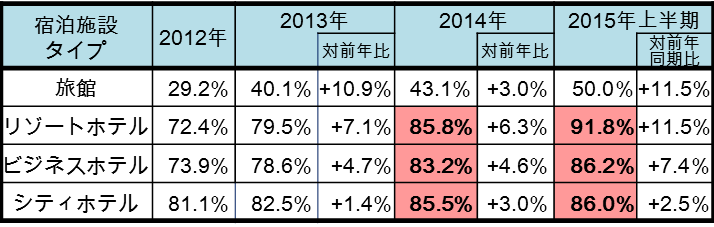 宿泊施設タイプ 2012年 2013年 対前年比 2014年 対前年比 2015年上半期 対前年同期比
旅館 29.2% 40.1% +10.9% 43.1% +3.0% 50.0% +11.5%
リゾートホテル 72.4% 79.5% +7.1% 85.8% +6.3% 91.8% +11.5%
ビジネスホテル 73.9% 78.6% +4.7% 83.2% +4.6% 86.2% +7.4%
シティホテル 81.1% 82.5% +1.4% 85.5% +3.0% 86.0% +2.5%